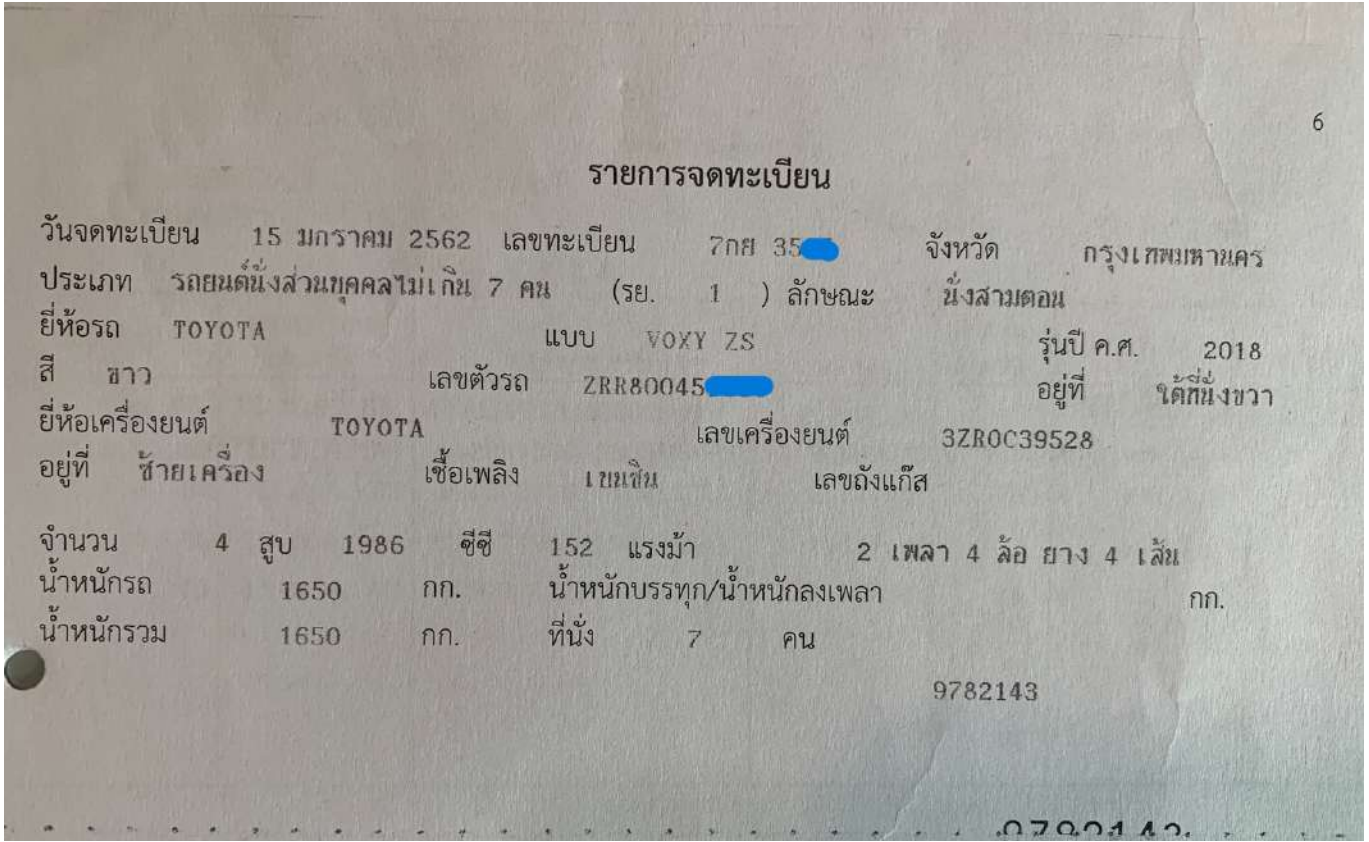 6
รายการจดทะเบียน
วันจดทะเบียน 15 มกราคม 2562 เลขทะเบียน 7กย 35 จังหวัด กรุงเทพมหานคร
ประเภท รถยนต์นั่งส่วนบุคคลไม่เกิน 7 คน (รย. 1 ) ลักษณะ นั่งสามตอน
ยี่ห้อรถ TOYOTA แบบ VOXY ZS รุ่นปี ค.ศ. 2018
สี ขาว เลขตัวรถ ZRR80045 อยู่ที่ ใต้ที่นั่งขวา
ยี่ห้อเครื่องยนต์ TOYOTA เลขเครื่องยนต์ 3ZR0C39528
อยู่ที่ ซ้ายเครื่อง เชื้อเพลิง เบนซิน เลขถังแก๊ส
จำนวน 4 สูบ 1986 ซีซี 152 แรงม้า 2 เพลา 4 ล้อ ยาง 4 เส้น
น้ำหนักรถ 1650 กก. น้ำหนักบรรทุก/น้ำหนักลงเพลา กก.
น้ำหนักรวม 1650 กก. ที่นั่ง 7 คน
9782143